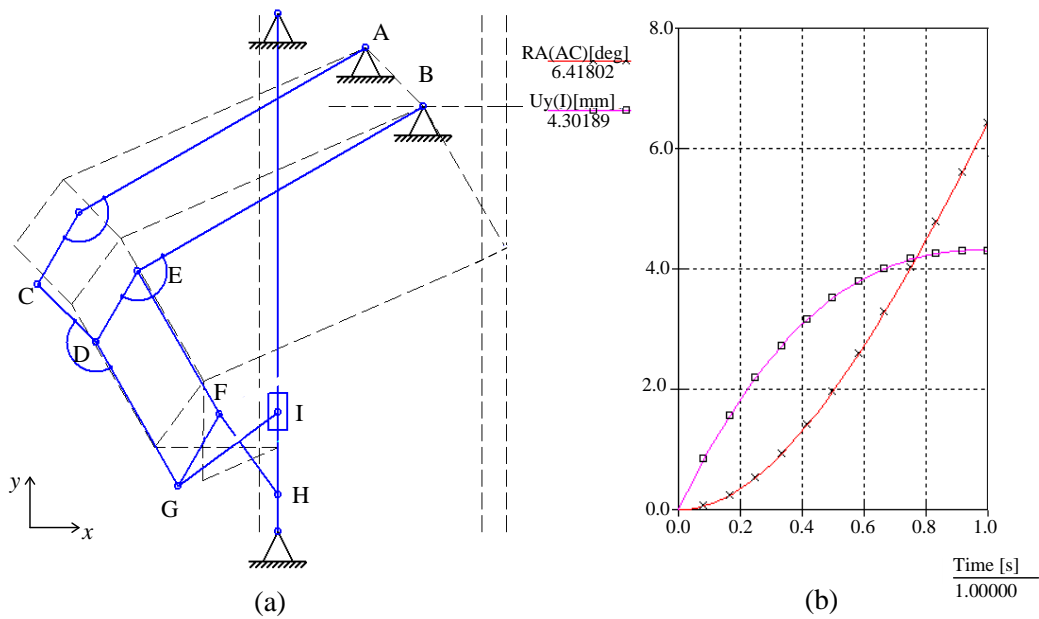 A
B
C
D
E
F
G
H
I
y
x
(a)
RA(AC)[deg]
6.41802
Uy(I)[mm]
4.30189
8.0
6.0
4.0
2.0
0.0
0.0 0.2 0.4 0.6 0.8 1.0
Time [s]
1.00000
(b)